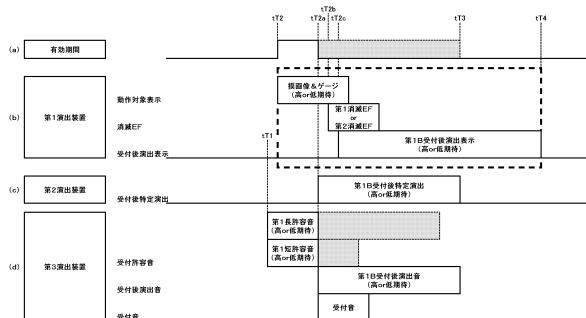 tT2 tT2b tT3 tT4
tT2a tT2c
(a) 有効期間
(b) 第1演出装置
動作対象表示
操画像&ゲージ
(高or低期待)
消滅EF
第1消滅EF
or
第2消滅EF
受付後演出表示
第1B受付後演出表示
(高or低期待)
tT1
(c) 第2演出装置
受付後特定演出
第1B受付後特定演出
(高or低期待)
(d) 第3演出装置
第1長許容音
(高or低期待)
受付許容音
第1短許容音
(高or低期待)
受付後演出音
第1B受付後演出音
(高or低期待)
受付音
受付音